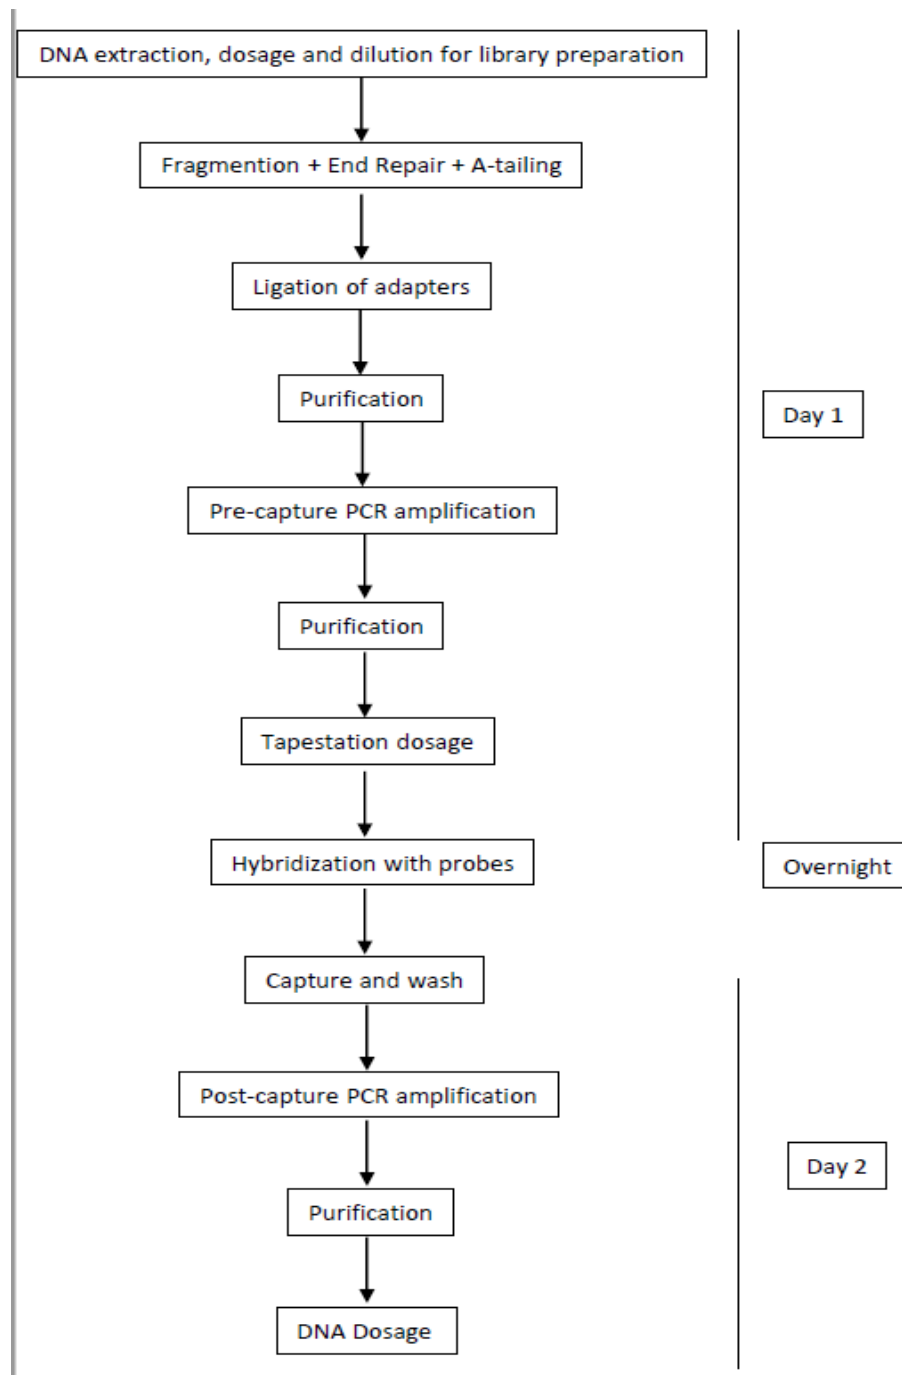 DNA extraction, dosage and dilution for library preparation
Fragmention + End Repair + A-tailing
Ligation of adapters
Purification
Day 1
Pre-capture PCR amplification
Purification
Tapestation dosage
Hybridization with probes
Overnight
Capture and wash
Post-capture PCR amplification
Day 2
Purification
DNA Dosage